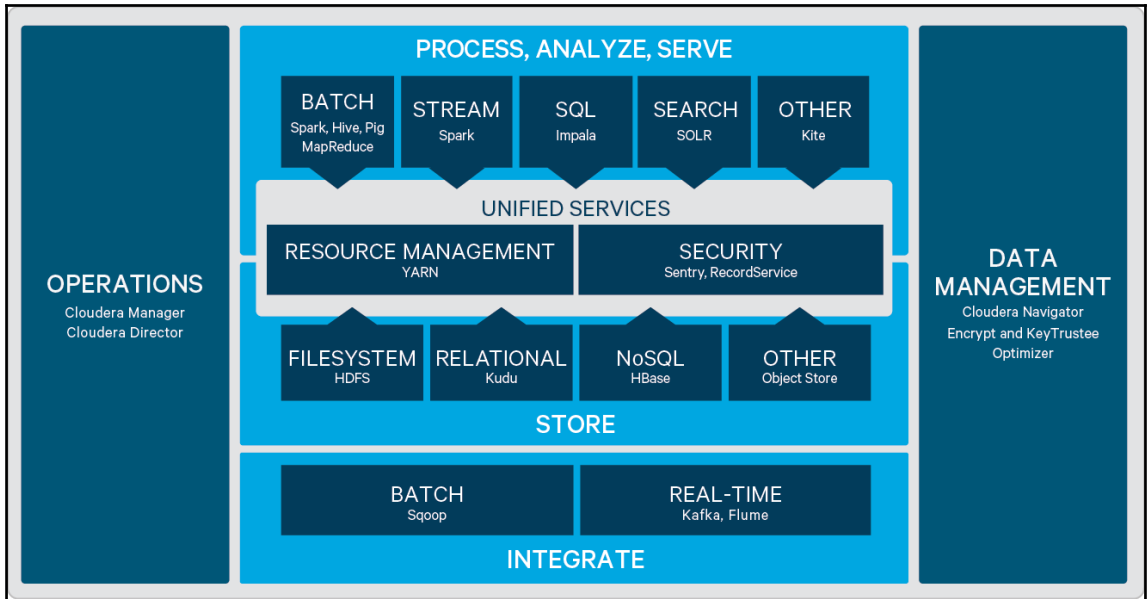 PROCESS, ANALYZE, SERVE
BATCH
Spark, Hive, Pig
MapReduce
STREAM
Spark
SQL
Impala
SEARCH
SOLR
OTHER
Kite
UNIFIED SERVICES
RESOURCE MANAGEMENT
YARN
SECURITY
Sentry, RecordService
OPERATIONS
Cloudera Manager
Cloudera Director
DATA
MANAGEMENT
Cloudera Navigator
Encrypt and KeyTrustee
Optimizer
FILESYSTEM
HDFS
RELATIONAL
Kudu
NoSQL
HBase
OTHER
Object Store
STORE
BATCH
Sqoop
REAL-TIME
Kafka, Flume
INTEGRATE